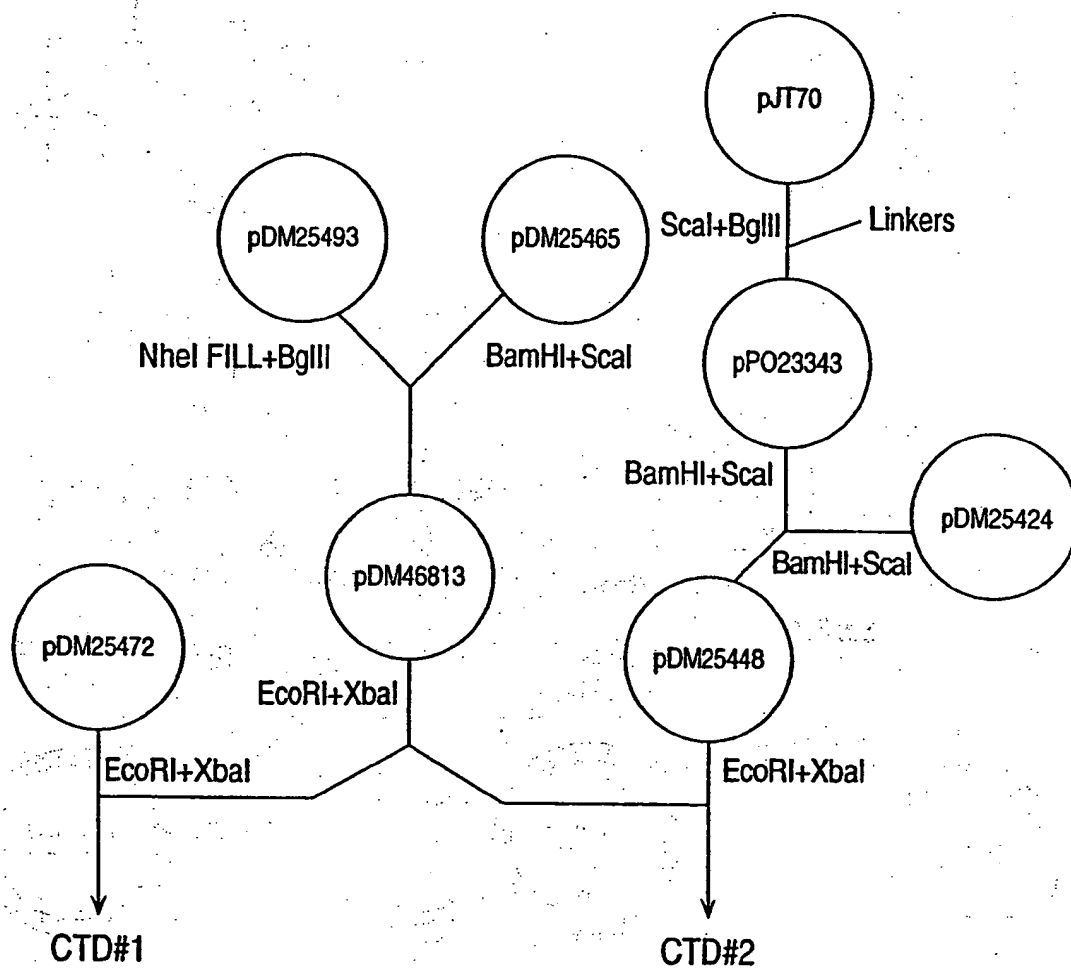 pJT70
pDM25493
pDM25465
ScaI+BglII
Linkers
NheI FILL+BglII
BamHI+ScaI
pPO23343
BamHI+ScaI
pDM25424
BamHI+ScaI
pDM46813
pDM25472
pDM25448
EcoRI+XbaI
EcoRI+XbaI
EcoRI+XbaI
CTD#1
CTD#2